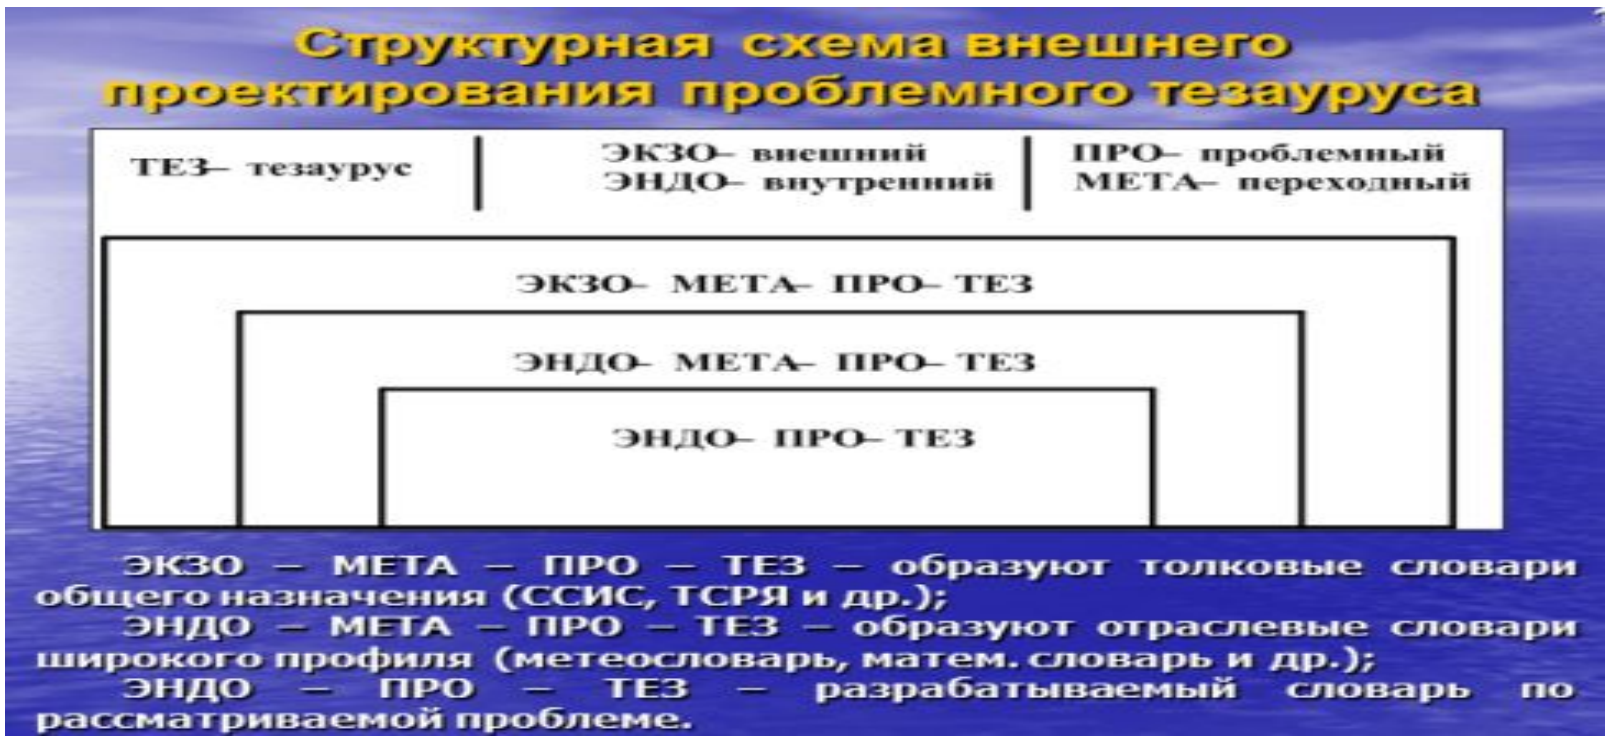 Структурная схема внешнего
проектирования проблемного тезауруса
ТЕЗ– тезаурус
ЭКЗО– внешний
ЭНДО– внутренний
ПРО– проблемный
МЕТА– переходный
ЭКЗО– МЕТА– ПРО– ТЕЗ
ЭНДО– МЕТА– ПРО– ТЕЗ
ЭНДО– ПРО– ТЕЗ
ЭКЗО – МЕТА – ПРО – ТЕЗ – образуют толковые словари
общего назначения (ССИС, ТСРЯ и др.);
ЭНДО – МЕТА – ПРО – ТЕЗ – образуют отраслевые словари
широкого профиля (метеословарь, матем. словарь и др.);
ЭНДО – ПРО – ТЕЗ – разрабатываемый словарь по
рассматриваемой проблеме.